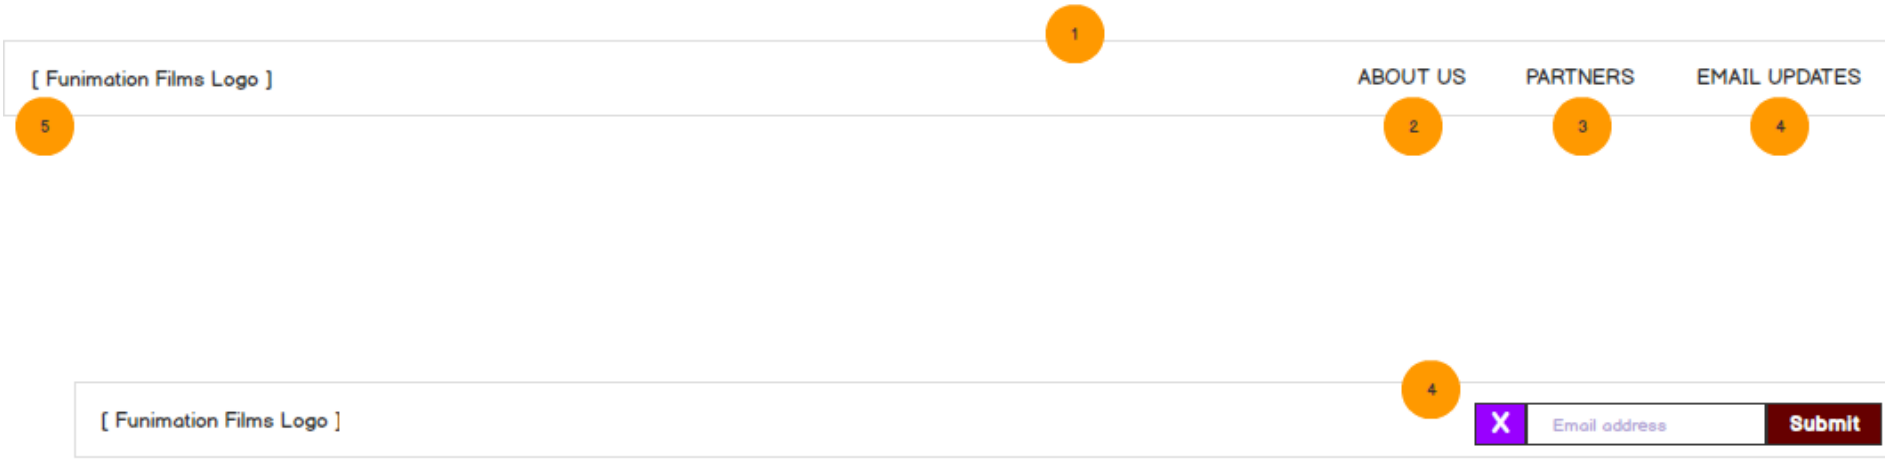 1
[ Funimation Films Logo ] ABOUT US PARTNERS EMAIL UPDATES
5 2 3 4
4
[ Funimation Films Logo ] X Email address Submit